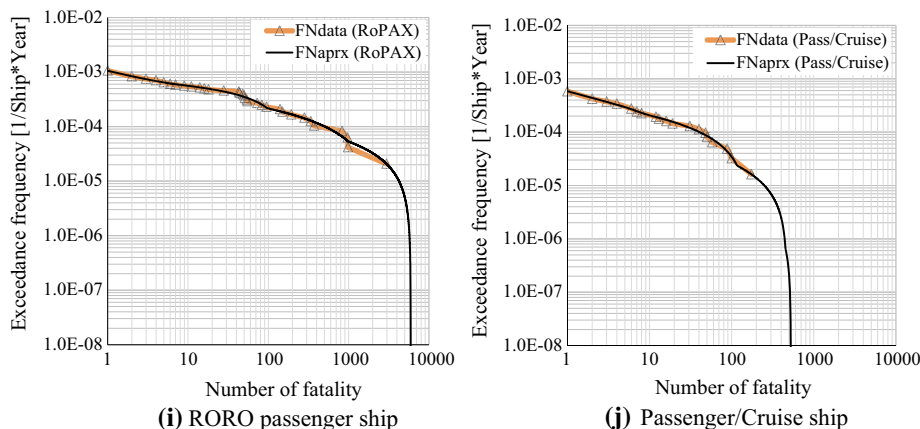 1.0E-02
1.0E-03
1.0E-04
1.0E-05
1.0E-06
1.0E-07
1.0E-08
Exceedance frequency [1/Ship*Year]
FNdata (RoPAX)
FNaprx (RoPAX)
1 10 100 1000 10000
Number of fatality
(i) RORO passenger ship
1.0E-02
1.0E-03
1.0E-04
1.0E-05
1.0E-06
1.0E-07
1.0E-08
Exceedance frequency [1/Ship*Year]
FNdata (Pass/Cruise)
FNaprx (Pass/Cruise)
1 10 100 1000 10000
Number of fatality
(j) Passenger/Cruise ship